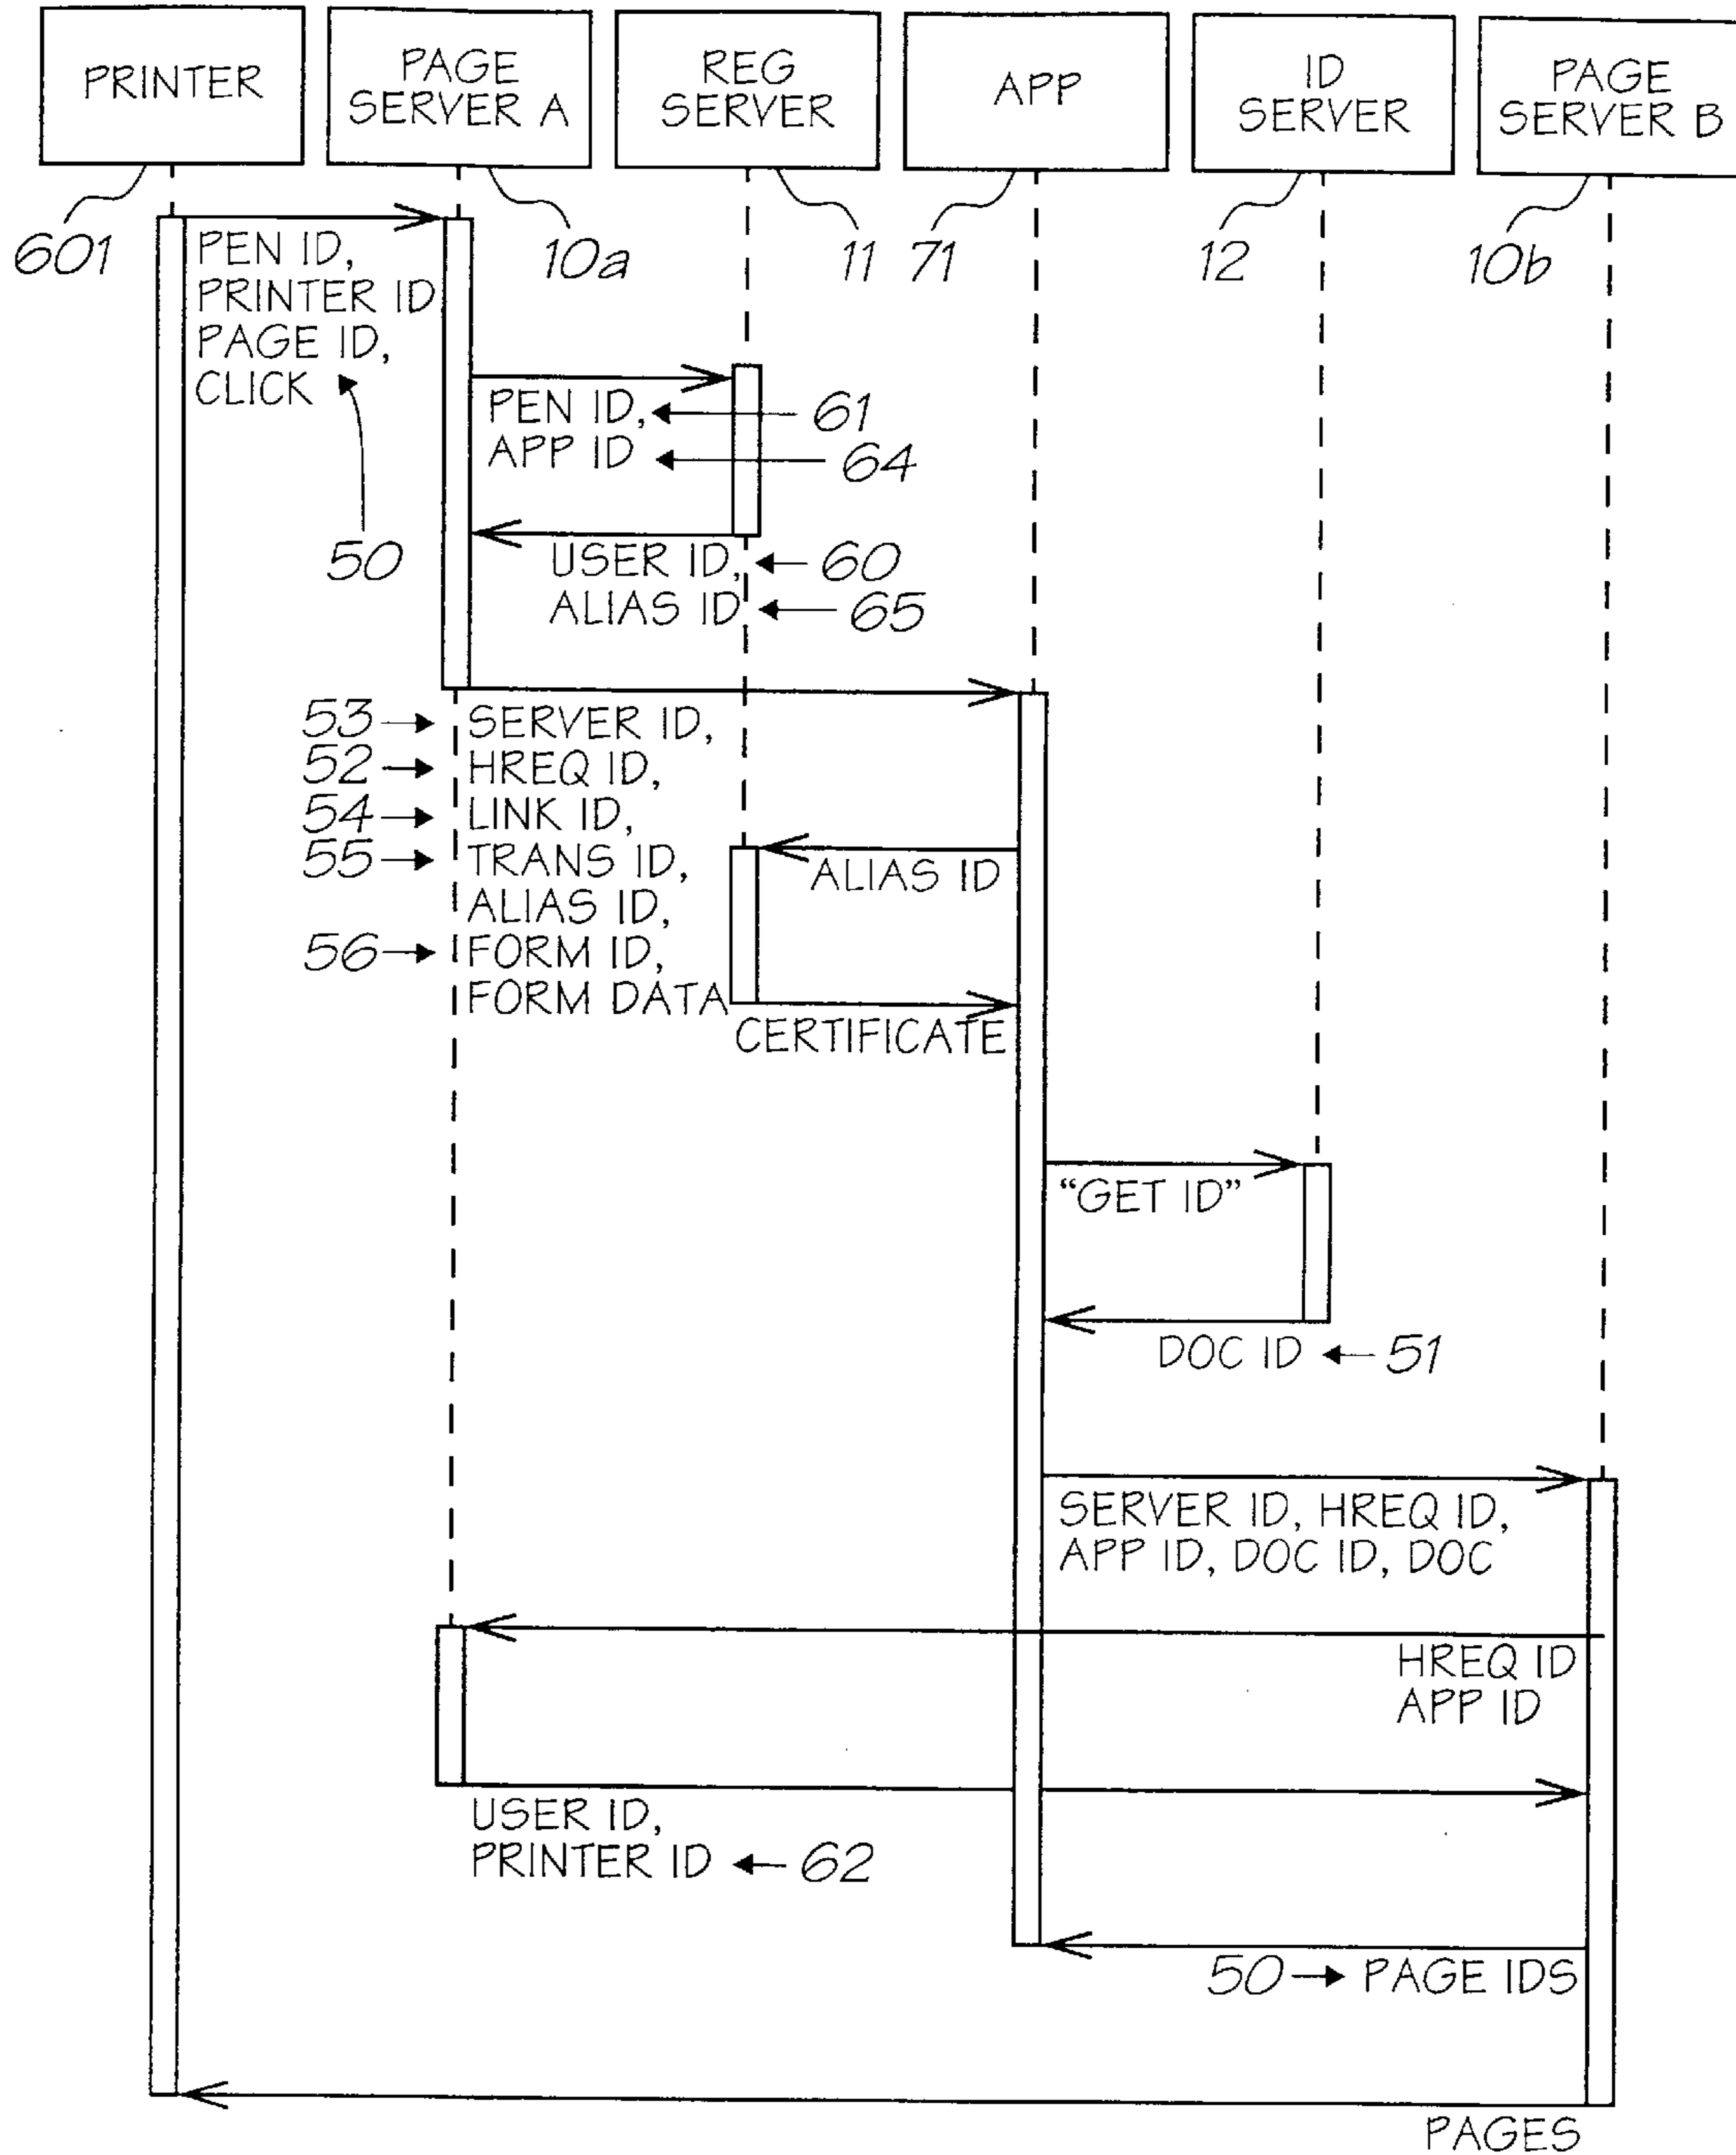 PRINTER
PAGE
SERVER A
REG
SERVER
APP
ID
SERVER
PAGE
SERVER B
601
10a
11
71
12
10b
PEN ID,
PRINTER ID
PAGE ID,
CLICK
50
PEN ID,
61
APP ID
64
USER ID,
60
ALIAS ID
65
53
SERVER ID,
52
HREQ ID,
54
LINK ID,
55
TRANS ID,
ALIAS ID,
56
FORM ID,
FORM DATA
ALIAS ID
CERTIFICATE
“GET ID”
DOC ID
51
SERVER ID, HREQ ID,
APP ID, DOC ID, DOC
HREQ ID
APP ID
USER ID,
PRINTER ID
62
50
PAGE IDS
PAGES